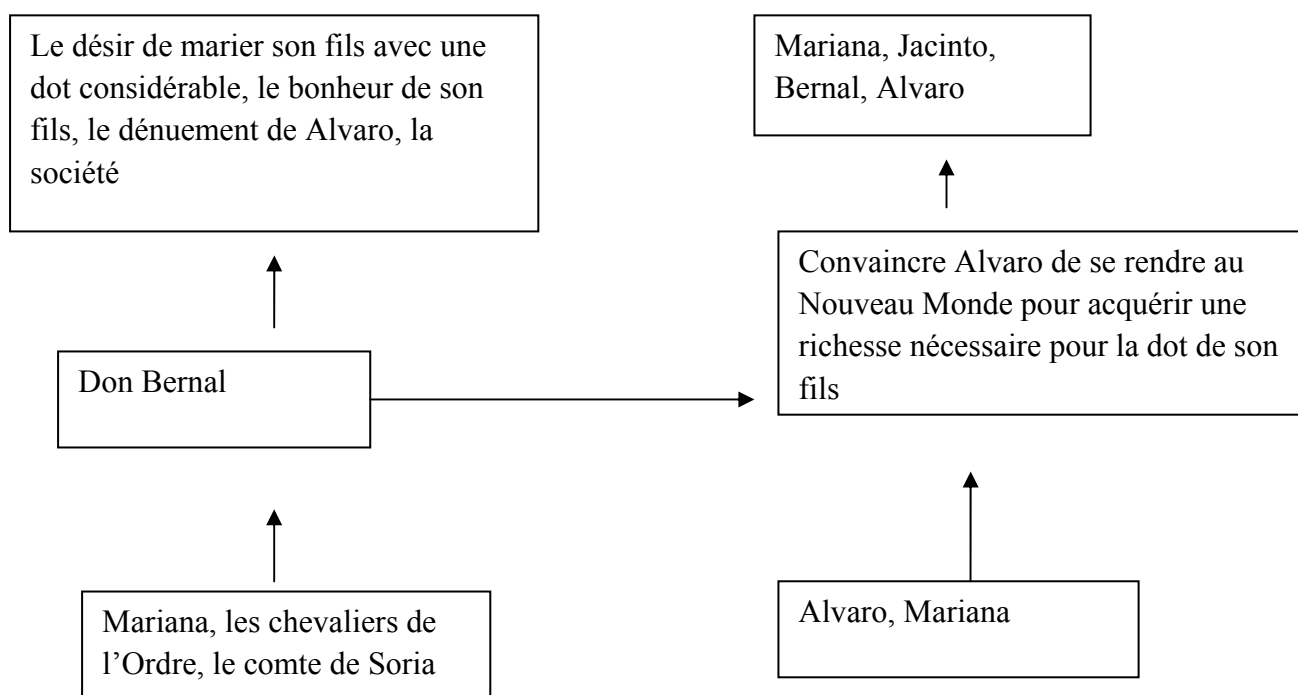 Le désir de marier son fils avec une
dot considérable, le bonheur de son
fils, le dénuement de Alvaro, la
société
Mariana, Jacinto,
Bernal, Alvaro
Don Bernal
Convaincre Alvaro de se rendre au
Nouveau Monde pour acquérir une
richesse nécessaire pour la dot de son
fils
Mariana, les chevaliers de
l’Ordre, le comte de Soria
Alvaro, Mariana